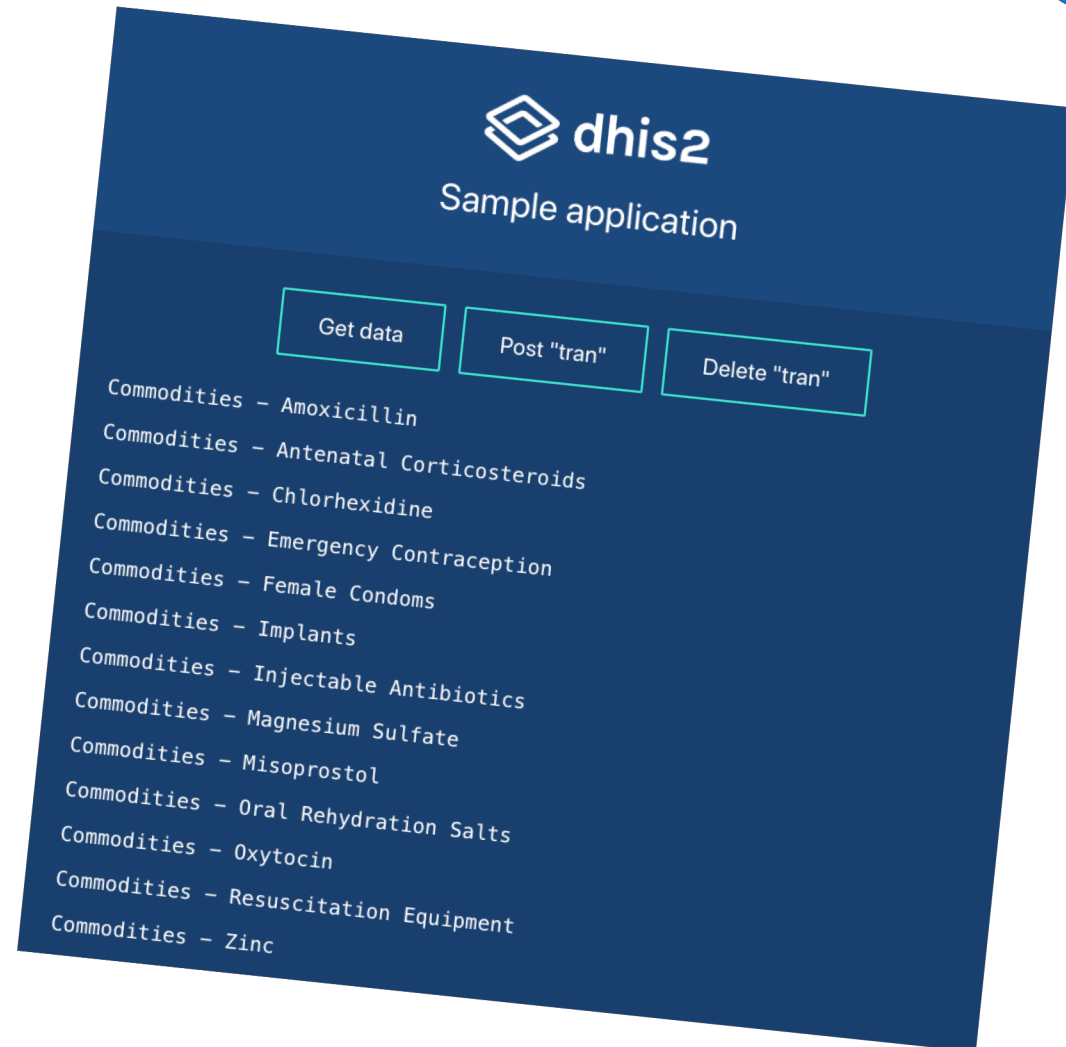 dhis2
Sample application
Get data Post "tran" Delete "tran"
Commodities – Amoxicillin
Commodities – Antenatal Corticosteroids
Commodities – Chlorhexidine
Commodities – Emergency Contraception
Commodities – Female Condoms
Commodities – Implants
Commodities – Injectable Antibiotics
Commodities – Magnesium Sulfate
Commodities – Misoprostol
Commodities – Oral Rehydration Salts
Commodities – Oxytocin
Commodities – Resuscitation Equipment
Commodities – Zinc